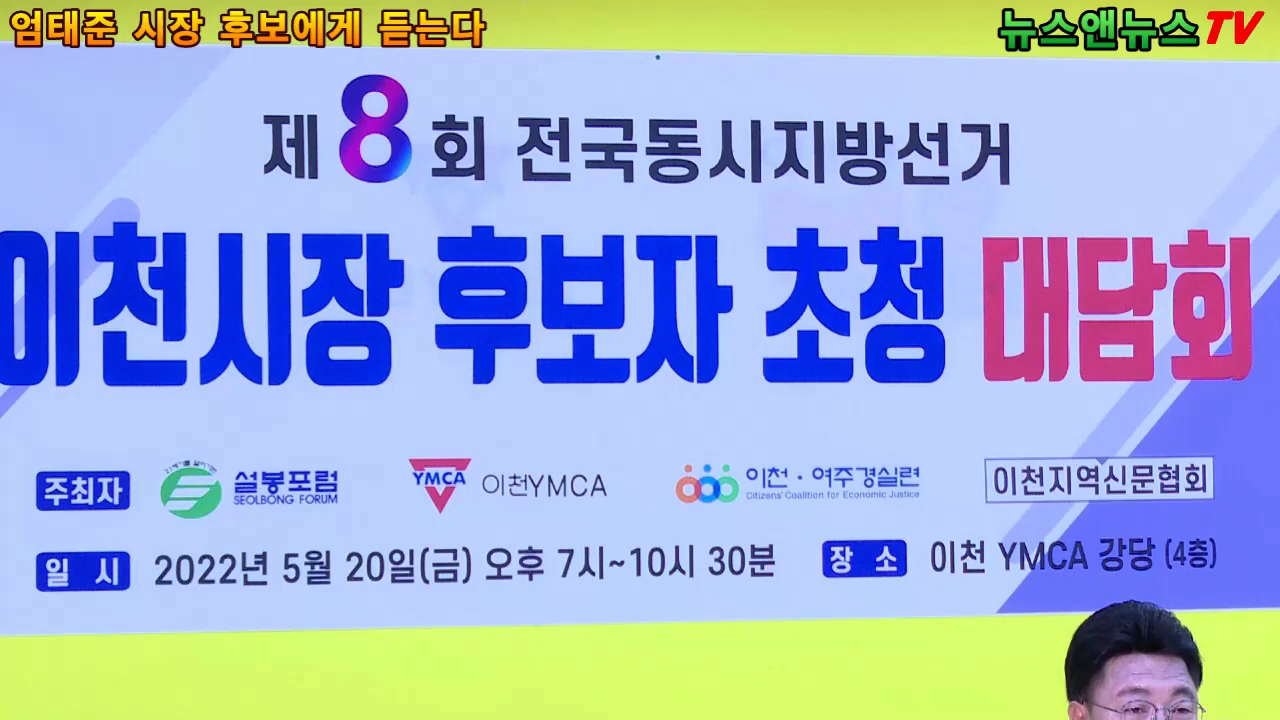 엄태준 시장 후보에게 듣는다
뉴스앤뉴스TV
제8회 전국동시지방선거
이천시장 후보자 초청 대담회
주최자
설봉포럼
SEOLBONG FORUM
YMCA
이천YMCA
이천·여주경실련
Citizens' Coalition for Economic Justice
이천지역신문협회
일 시 2022년 5월 20일(금) 오후 7시~10시 30분
장 소 이천 YMCA 강당 (4층)